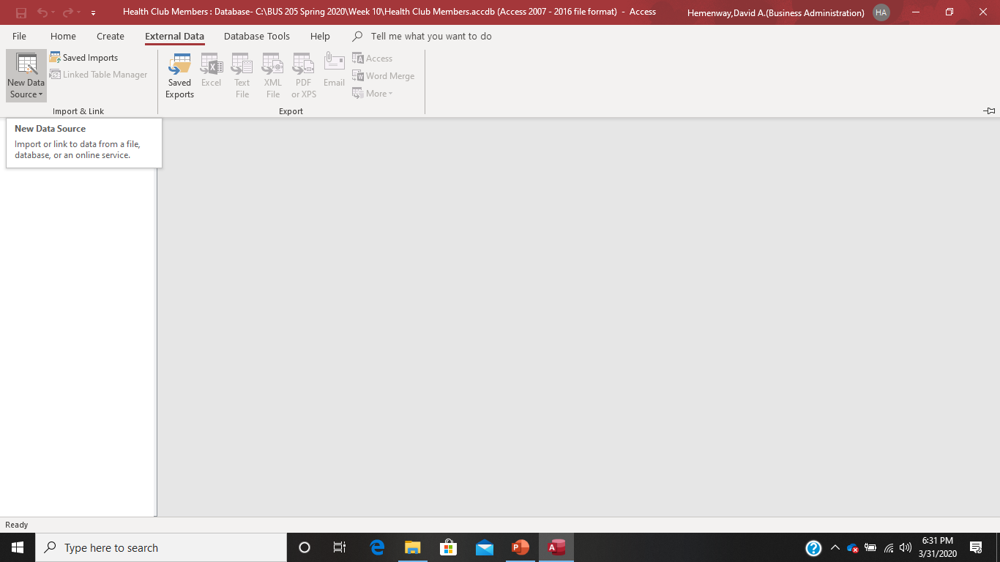 Health Club Members : Database- C:\BUS 205 Spring 2020\Week 10\Health Club Members.accdb (Access 2007 - 2016 file format) - Access
Hemenway,David A.(Business Administration)
HA
File
Home
Create
External Data
Database Tools
Help
Tell me what you want to do
New Data
Source
Saved Imports
Linked Table Manager
Import & Link
Saved
Exports
Excel
Text
File
XML
File
PDF
or XPS
Email
Access
Word Merge
More
Export
New Data Source
Import or link to data from a file,
database, or an online service.
Ready
Type here to search
6:31 PM
3/31/2020